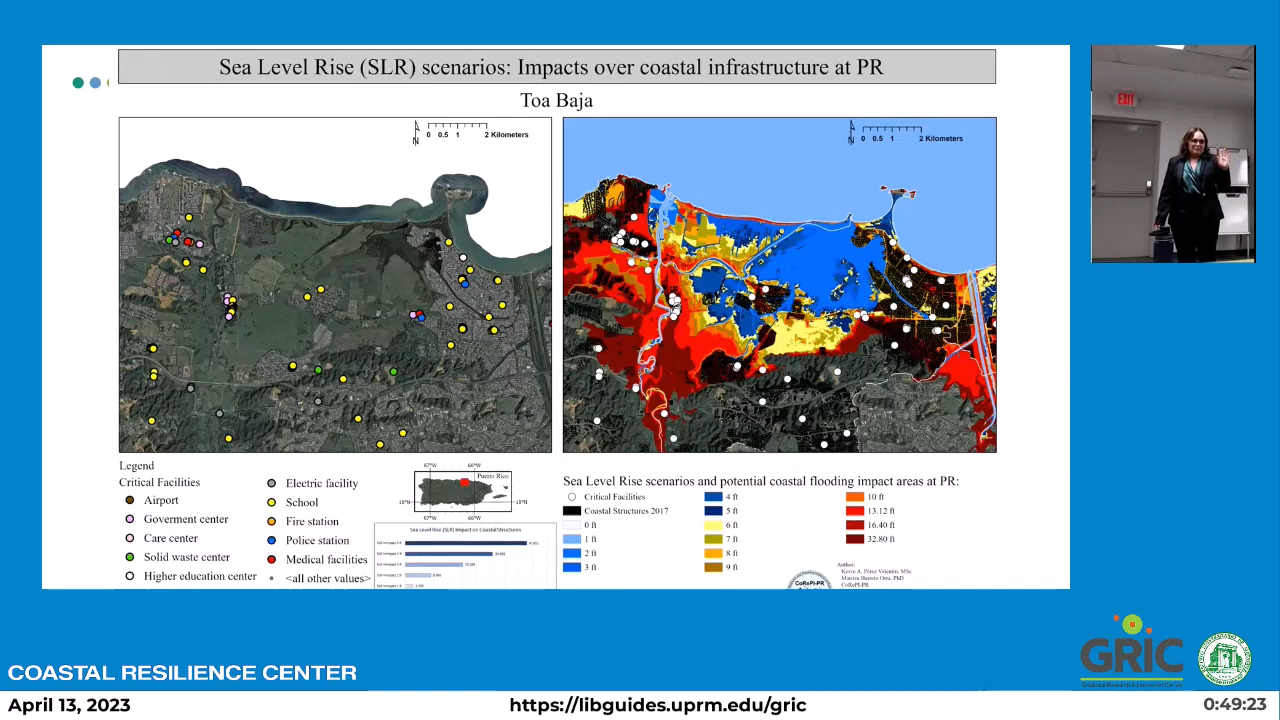 Sea Level Rise (SLR) scenarios: Impacts over coastal infrastructure at PR
Toa Baja
N
0 0.5 1 2 Kilometers
N
0 0.5 1 2 Kilometers
EXIT
Legend
Critical Facilities
Airport
Goverment center
Care center
Solid waste center
Higher education center
Electric facility
School
Fire station
Police station
Medical facilities
<all other values>
67°W 66°W
Puerto Rico
18°N 18°N
67°W 66°W
Sea Level Rise (SLR) Impact on Coastal Structures
Sea Level Rise scenarios and potential coastal flooding impact areas at PR:
Critical Facilities
Coastal Structures 2017
0 ft
1 ft
2 ft
3 ft
4 ft
5 ft
6 ft
7 ft
8 ft
9 ft
10 ft
13.12 ft
16.40 ft
32.80 ft
Author:
Kevin A. Pérez Valentín, MSc
Maritza Barreto Orta, PhD
CoRePI-PR
CoRePI-PR
GRIC
Graduate Research & Innovation Center
COASTAL RESILIENCE CENTER
April 13, 2023
https://libguides.uprm.edu/gric
0:49:23